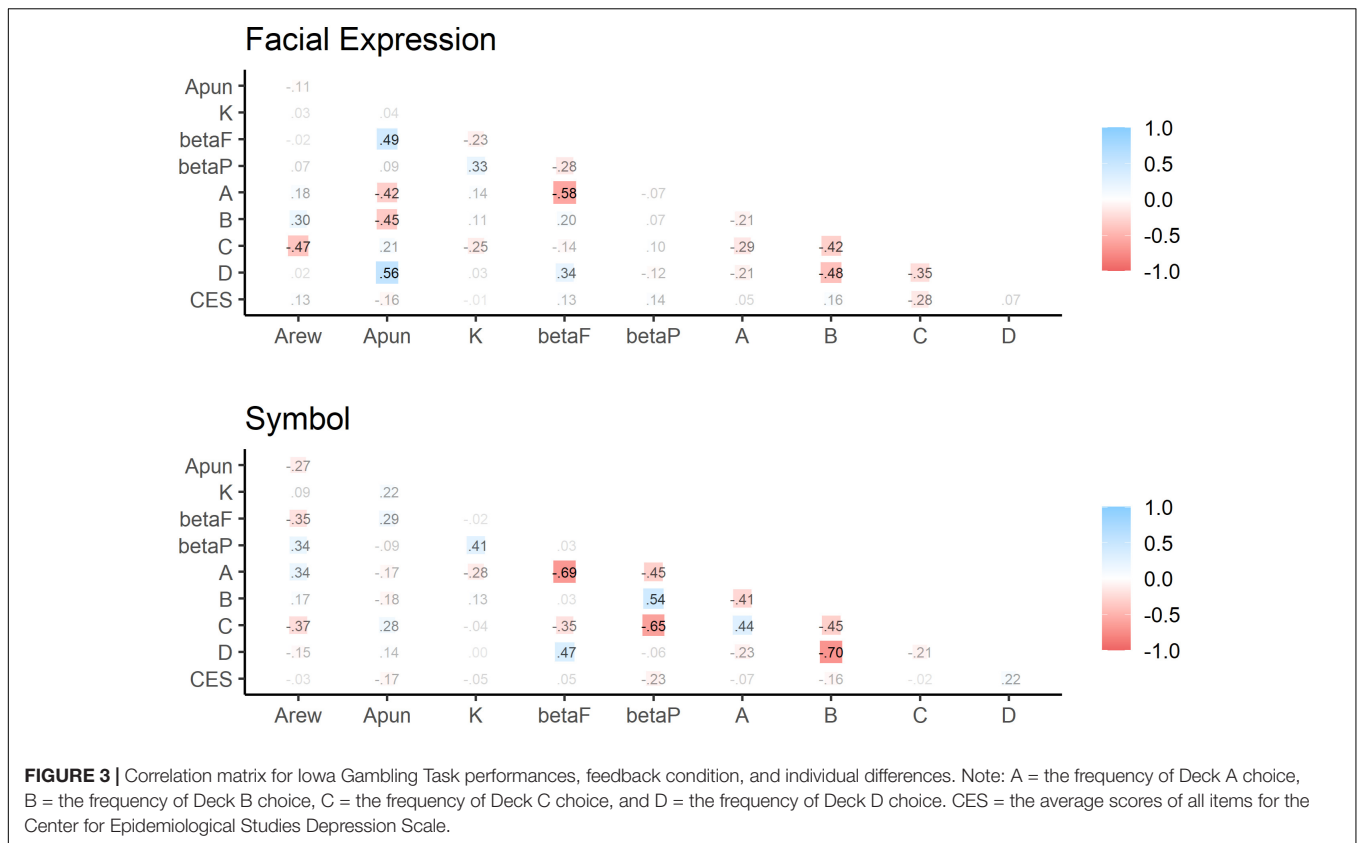 Facial Expression
Apun -.11
K .03 .04
betaF -.02 .49 -.23
betaP .07 .09 .33 -.28
A .18 -.42 .14 -.58 -.07
B .30 -.45 .11 .20 .07 -.21
C -.47 .21 -.25 -.14 .10 -.29 -.42
D .02 .56 .03 .34 -.12 -.21 -.48 -.35
CES .13 -.16 -.01 .13 .14 .05 .16 -.28 .07
Arew Apun K betaF betaP A B C D
1.0
0.5
0.0
-0.5
-1.0
Symbol
Apun -.27
K .09 .22
betaF -.35 .29 -.02
betaP .34 -.09 .41 .03
A .34 -.17 -.28 -.69 -.45
B .17 -.18 .13 .03 .54 -.41
C -.37 .28 -.04 -.35 -.65 .44 -.45
D -.15 .14 .00 .47 -.06 -.23 -.70 -.21
CES -.03 -.17 -.05 .05 -.23 -.07 -.16 -.02 .22
Arew Apun K betaF betaP A B C D
1.0
0.5
0.0
-0.5
-1.0
FIGURE 3 | Correlation matrix for Iowa Gambling Task performances, feedback condition, and individual differences. Note: A = the frequency of Deck A choice,
B = the frequency of Deck B choice, C = the frequency of Deck C choice, and D = the frequency of Deck D choice. CES = the average scores of all items for the
Center for Epidemiological Studies Depression Scale.